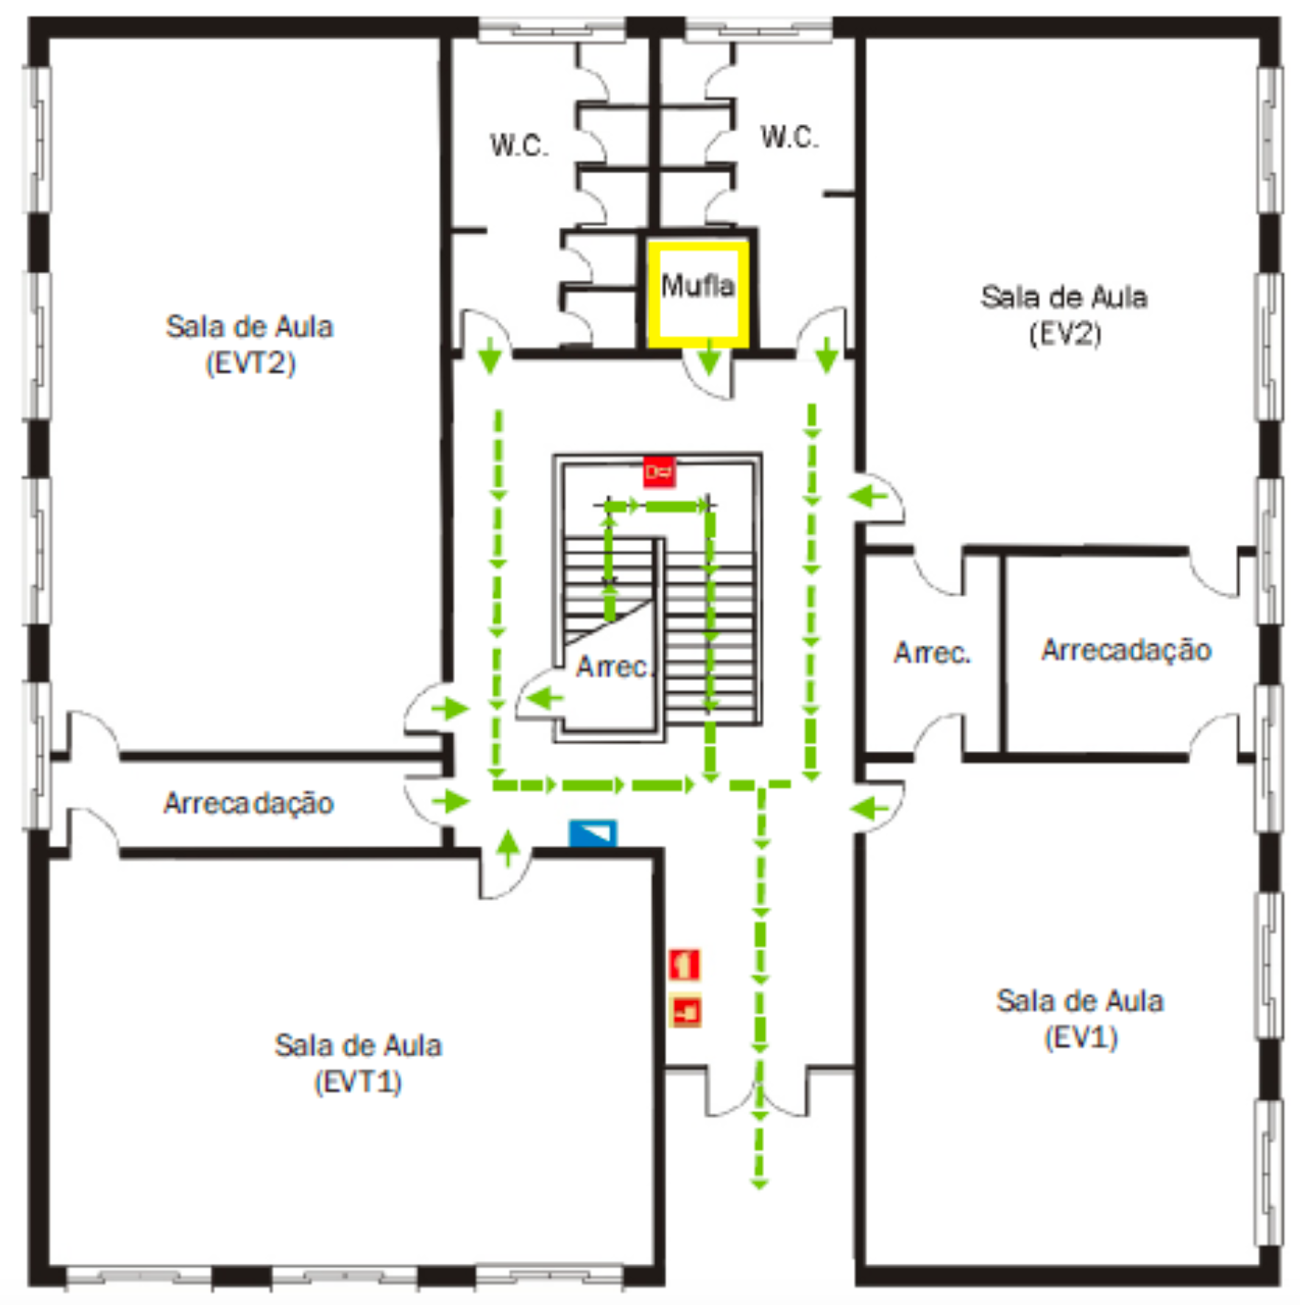 W.C.
W.C.
Mufla
Sala de Aula
(EV2)
Sala de Aula
(EVT2)
Arrec.
Arrecadação
Arrec.
Arrecadação
Sala de Aula
(EV1)
Sala de Aula
(EVT1)